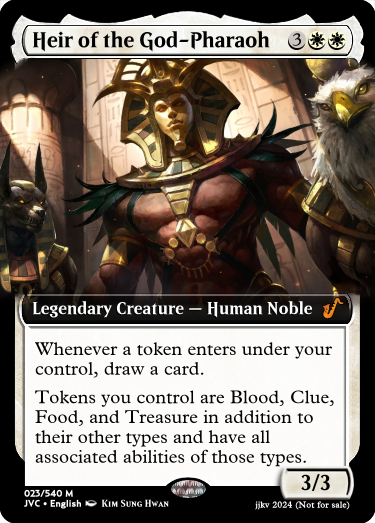 Heir of the God-Pharaoh 3
Legendary Creature — Human Noble
Whenever a token enters under your
control, draw a card.
Tokens you control are Blood, Clue,
Food, and Treasure in addition to
their other types and have all
associated abilities of those types.
3/3
023/540 M
JVC • English Kim Sung Hwan
jjkv 2024 (Not for sale)